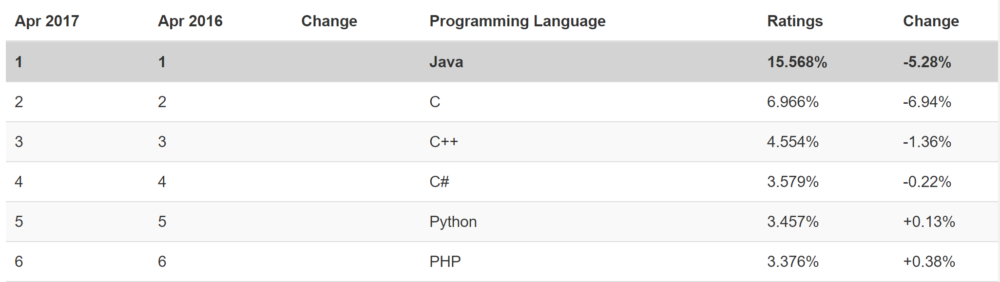 Apr 2017 Apr 2016 Change Programming Language Ratings Change
1 1 Java 15.568% -5.28%
2 2 C 6.966% -6.94%
3 3 C++ 4.554% -1.36%
4 4 C# 3.579% -0.22%
5 5 Python 3.457% +0.13%
6 6 PHP 3.376% +0.38%